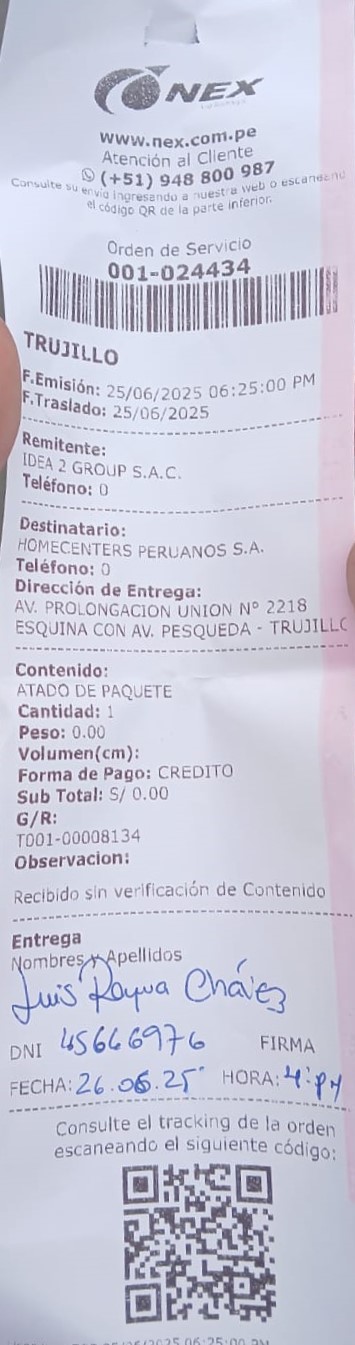 NEX
www.nex.com.pe
Atención al Cliente
(+51) 948 800 987
Consulte su envío ingresando a nuestra web o escaneand
el código QR de la parte inferior.
Orden de Servicio
001-024434
TRUJILLO
F.Emisión: 25/06/2025 06:25:00 PM
F.Traslado: 25/06/2025
Remitente:
IDEA 2 GROUP S.A.C.
Teléfono: 0
Destinatario:
HOMECENTERS PERUANOS S.A.
Teléfono: 0
Dirección de Entrega:
AV. PROLONGACION UNION Nº 2218
ESQUINA CON AV. PESQUEDA - TRUJILLO
Contenido:
ATADO DE PAQUETE
Cantidad: 1
Peso: 0.00
Volumen(cm):
Forma de Pago: CREDITO
Sub Total: S/ 0.00
G/R:
T001-00008134
Observacion:
Recibido sin verificación de Contenido
Entrega
Nombres y Apellidos
Luis Chávez
DNI 45646976 FIRMA
FECHA: 26.06.25 HORA: 4:PM
Consulte el tracking de la orden
escaneando el siguiente código: